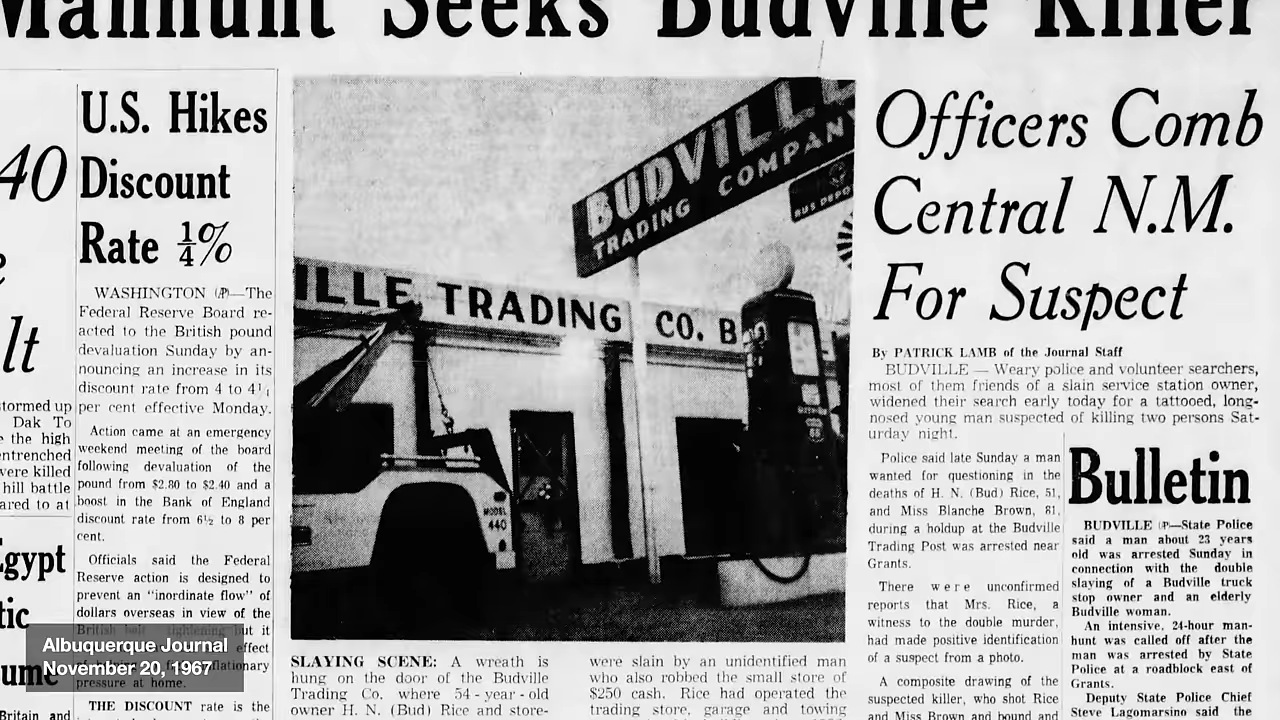 Manhunt Seeks Budville Killer
40
lt
stormed up
Dak To
the high
entrenched
were killed
hill battle
at
Egypt
tic
ume
Britain and
U.S. Hikes
Discount
Rate ¼%
WASHINGTON (AP)—The
Federal Reserve Board re-
acted to the British pound
devaluation Sunday by an-
nouncing an increase in its
discount rate from 4 to 4¼
per cent effective Monday.
Action came at an emergency
weekend meeting of the board
following devaluation of the
pound from $2.80 to $2.40 and a
boost in the Bank of England
discount rate from 6½ to 8 per
cent.
Officials said the Federal
Reserve action is designed to
prevent an "inordinate flow" of
dollars overseas in view of the
British belt tightening but it
effect
pressure at home.
THE DISCOUNT rate is the
Albuquerque Journal
November 20, 1967
BUDVILLE
TRADING COMPANY
BUS DEPO
ILLE TRADING CO. B
MODEL
440
66
SLAYING SCENE: A wreath is
hung on the door of the Budville
Trading Co. where 54-year-old
owner H. N. (Bud) Rice and store-
were slain by an unidentified man
who also robbed the small store of
$250 cash. Rice had operated the
trading store, garage and towing
Officers Comb
Central N.M.
For Suspect
By PATRICK LAMB of the Journal Staff
BUDVILLE — Weary police and volunteer searchers,
most of them friends of a slain service station owner,
widened their search early today for a tattooed, long-
nosed young man suspected of killing two persons Sat-
urday night.
Police said late Sunday a man
wanted for questioning in the
deaths of H. N. (Bud) Rice, 51,
and Miss Blanche Brown, 81,
during a holdup at the Budville
Trading Post was arrested near
Grants.
There were unconfirmed
reports that Mrs. Rice, a
witness to the double murder,
had made positive identification
of a suspect from a photo.
A composite drawing of the
suspected killer, who shot Rice
and Miss Brown and bound and
Bulletin
BUDVILLE (AP)—State Police
said a man about 23 years
old was arrested Sunday in
connection with the double
slaying of a Budville truck
stop owner and an elderly
Budville woman.
An intensive, 24-hour man-
hunt was called off after the
man was arrested by State
Police at a roadblock east of
Grants.
Deputy State Police Chief
Steve Lagomarsino said the